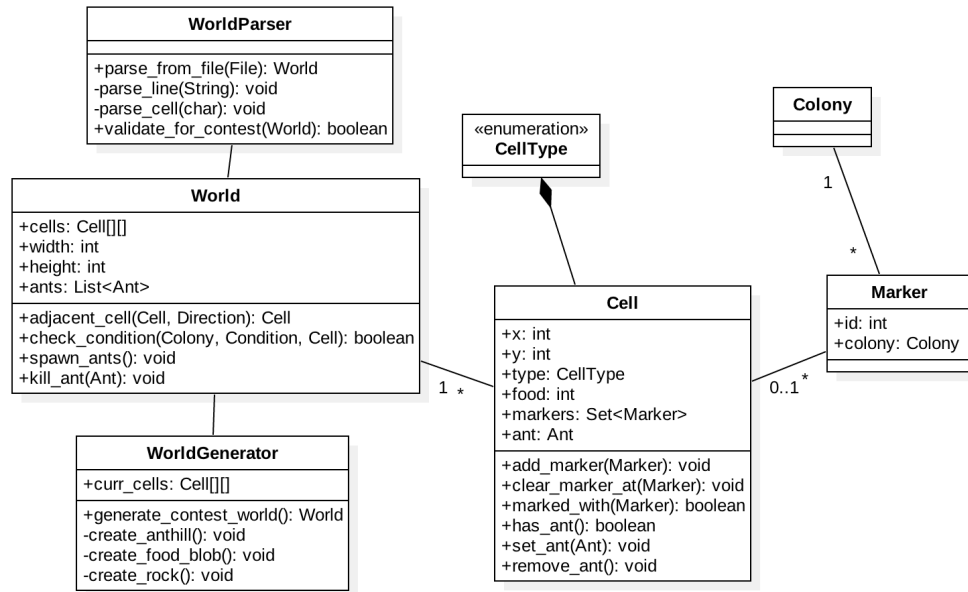 WorldParser
+parse_from_file(File): World
-parse_line(String): void
-parse_cell(char): void
+validate_for_contest(World): boolean
World
+cells: Cell[][]
+width: int
+height: int
+ants: List<Ant>
+adjacent_cell(Cell, Direction): Cell
+check_condition(Colony, Condition, Cell): boolean
+spawn_ants(): void
+kill_ant(Ant): void
WorldGenerator
+curr_cells: Cell[][]
+generate_contest_world(): World
-create_anthill(): void
-create_food_blob(): void
-create_rock(): void
«enumeration»
CellType
1
*
Cell
+x: int
+y: int
+type: CellType
+food: int
+markers: Set<Marker>
+ant: Ant
+add_marker(Marker): void
+clear_marker_at(Marker): void
+marked_with(Marker): boolean
+has_ant(): boolean
+set_ant(Ant): void
+remove_ant(): void
Colony
1
*
Marker
+id: int
+colony: Colony
0..1
*